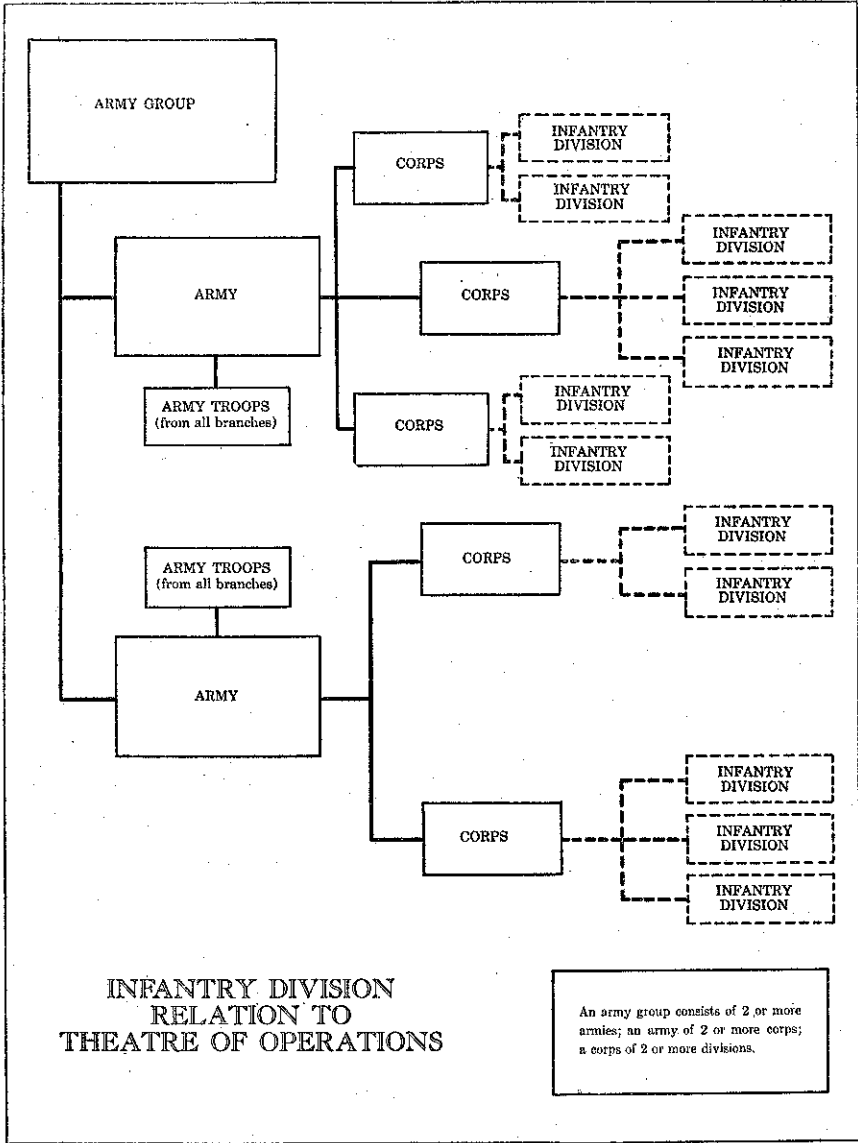 ARMY GROUP
CORPS
INFANTRY
DIVISION
INFANTRY
DIVISION
ARMY
CORPS
INFANTRY
DIVISION
INFANTRY
DIVISION
INFANTRY
DIVISION
ARMY TROOPS
(from all branches)
CORPS
INFANTRY
DIVISION
INFANTRY
DIVISION
ARMY TROOPS
(from all branches)
CORPS
INFANTRY
DIVISION
INFANTRY
DIVISION
ARMY
CORPS
INFANTRY
DIVISION
INFANTRY
DIVISION
INFANTRY
DIVISION
INFANTRY DIVISION
RELATION TO
THEATRE OF OPERATIONS
An army group consists of 2 or more
armies; an army of 2 or more corps;
a corps of 2 or more divisions.